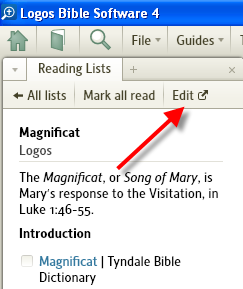 Logos Bible Software 4
File Guides
Reading Lists
All lists Mark all read Edit
Magnificat
Logos
The Magnificat, or Song of Mary, is
Mary's response to the Visitation, in
Luke 1:46-55.
Introduction
Magnificat | Tyndale Bible
Dictionary